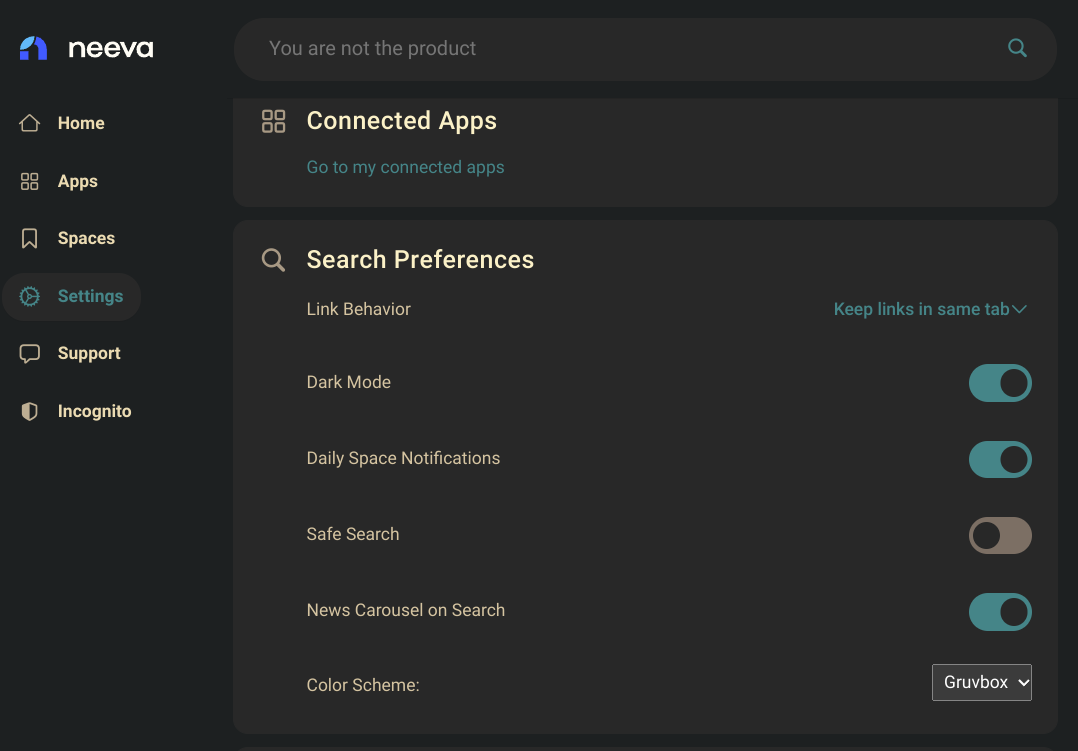 neeva
You are not the product
Home
Apps
Spaces
Settings
Support
Incognito
Connected Apps
Go to my connected apps
Search Preferences
Link Behavior
Keep links in same tab
Dark Mode
Daily Space Notifications
Safe Search
News Carousel on Search
Color Scheme:
Gruvbox